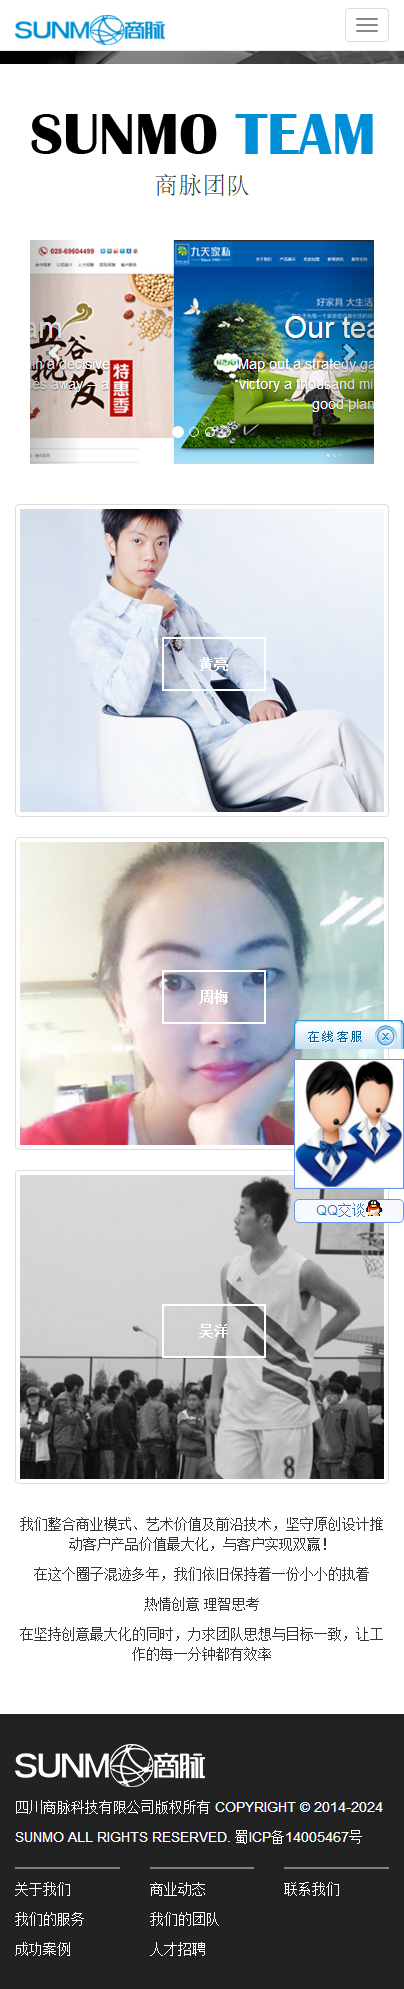 SUNMO商脉
SUNMO TEAM
商脉团队
028-69604499
九天家私
Since 1993
好家具 大生活
五谷批发
特惠季
am
in a decisive
es away — a
Our tea
Map out a strategy ga
victory a thousand mi
good plan
黄亮
周梅
在线客服
QQ交谈
吴洋
8
我们整合商业模式、艺术价值及前沿技术，坚守原创设计推
动客户产品价值最大化，与客户实现双赢！
在这个圈子混迹多年，我们依旧保持着一份小小的执着
热情创意 理智思考
在坚持创意最大化的同时，力求团队思想与目标一致，让工
作的每一分钟都有效率
SUNMO商脉
四川商脉科技有限公司版权所有 COPYRIGHT © 2014-2024
SUNMO ALL RIGHTS RESERVED. 蜀ICP备14005467号
关于我们
商业动态
联系我们
我们的服务
我们的团队
成功案例
人才招聘